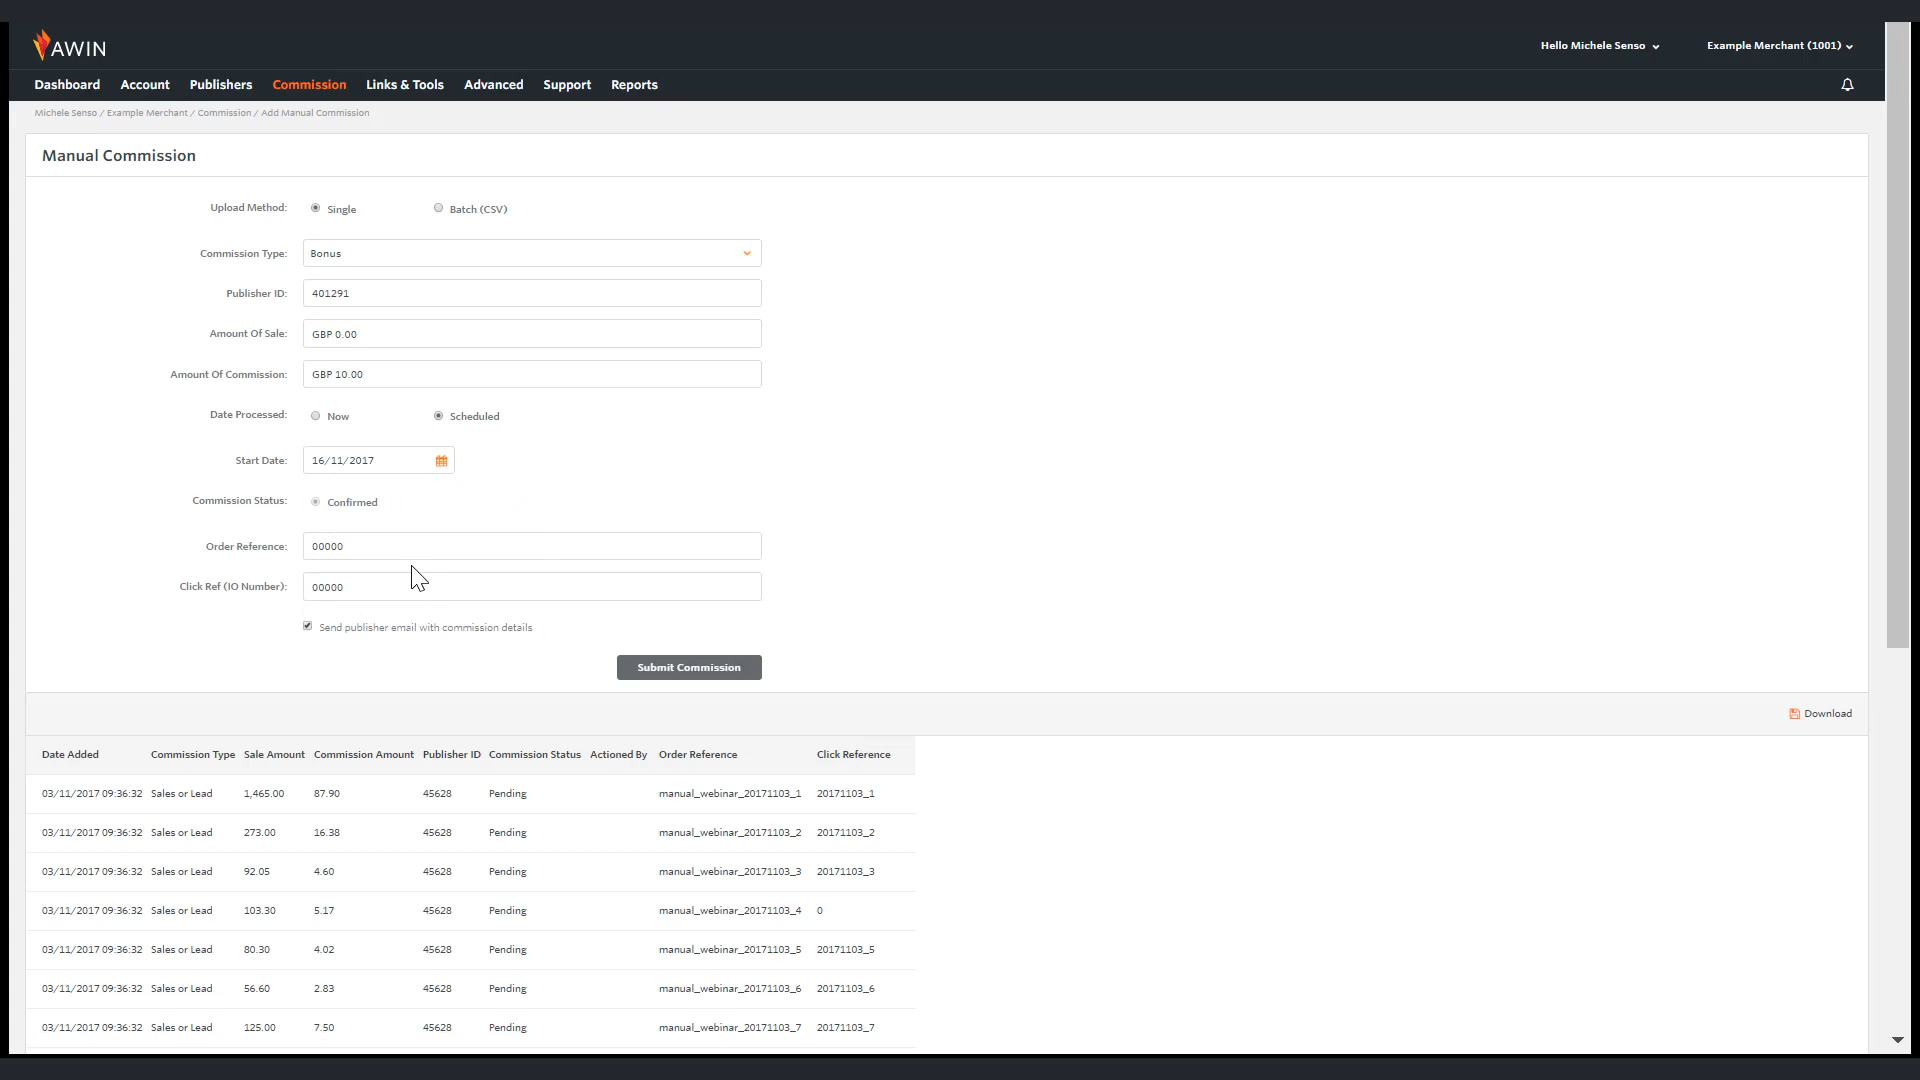 AWIN
Hello Michele Senso
Example Merchant (1001)
Dashboard Account Publishers Commission Links & Tools Advanced Support Reports
Michele Senso / Example Merchant / Commission / Add Manual Commission
Manual Commission
Upload Method: Single Batch (CSV)
Commission Type: Bonus
Publisher ID: 401291
Amount Of Sale: GBP 0.00
Amount Of Commission: GBP 10.00
Date Processed: Now Scheduled
Start Date: 16/11/2017
Commission Status: Confirmed
Order Reference: 00000
Click Ref (IO Number): 00000
Send publisher email with commission details
Submit Commission
Download
Date Added Commission Type Sale Amount Commission Amount Publisher ID Commission Status Actioned By Order Reference Click Reference
03/11/2017 09:36:32 Sales or Lead 1,465.00 87.90 45628 Pending manual_webinar_20171103_1 20171103_1
03/11/2017 09:36:32 Sales or Lead 273.00 16.38 45628 Pending manual_webinar_20171103_2 20171103_2
03/11/2017 09:36:32 Sales or Lead 92.05 4.60 45628 Pending manual_webinar_20171103_3 20171103_3
03/11/2017 09:36:32 Sales or Lead 103.30 5.17 45628 Pending manual_webinar_20171103_4 0
03/11/2017 09:36:32 Sales or Lead 80.30 4.02 45628 Pending manual_webinar_20171103_5 20171103_5
03/11/2017 09:36:32 Sales or Lead 56.60 2.83 45628 Pending manual_webinar_20171103_6 20171103_6
03/11/2017 09:36:32 Sales or Lead 125.00 7.50 45628 Pending manual_webinar_20171103_7 20171103_7